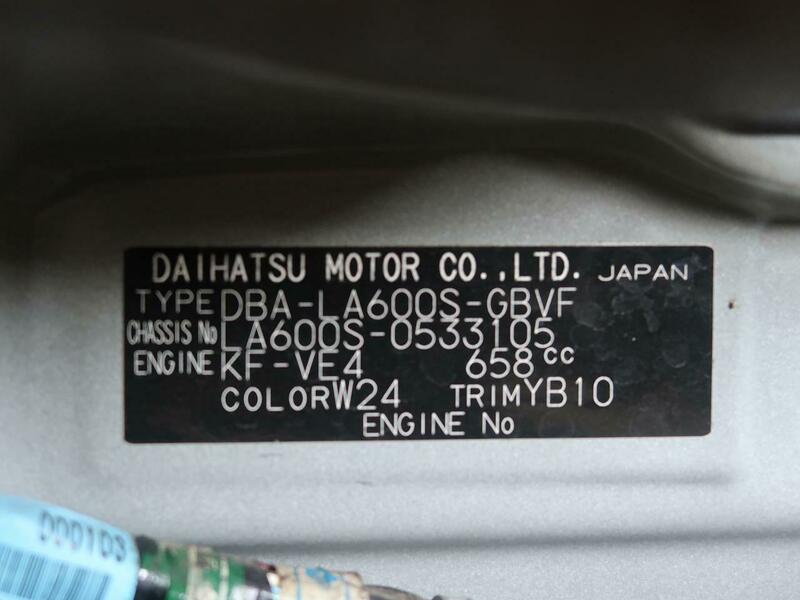 DAIHATSU MOTOR CO.,LTD. JAPAN
TYPE DBA-LA600S-GBVF
CHASSIS No LA600S-0533105
ENGINE KF-VE4 658cc
COLOR W24 TRIM YB10
ENGINE No
D00103